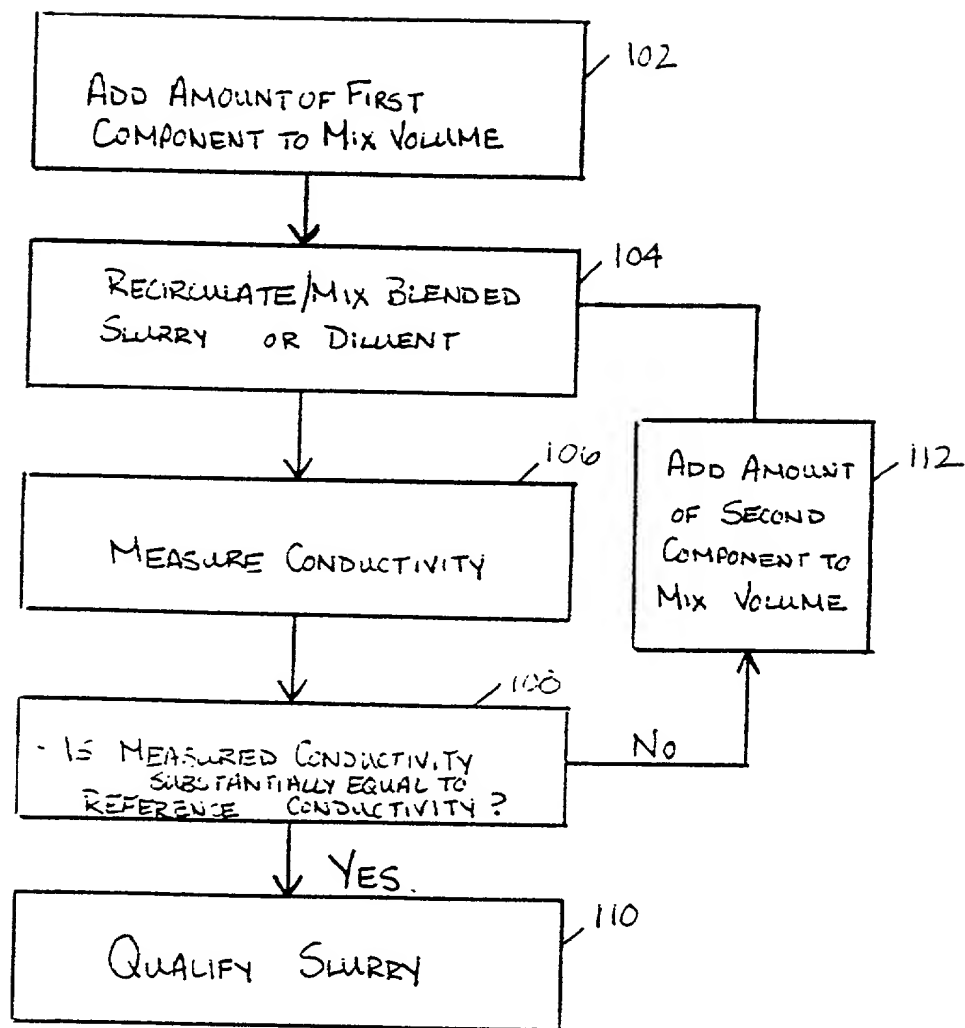 102
ADD AMOUNT OF FIRST
COMPONENT TO MIX VOLUME
104
RECIRCULATE/MIX BLENDED
SLURRY OR DILUENT
106
MEASURE CONDUCTIVITY
112
ADD AMOUNT
OF SECOND
COMPONENT TO
MIX VOLUME
108
- IS MEASURED CONDUCTIVITY
SUBSTANTIALLY EQUAL TO
REFERENCE CONDUCTIVITY?
NO
YES.
110
QUALIFY SLURRY